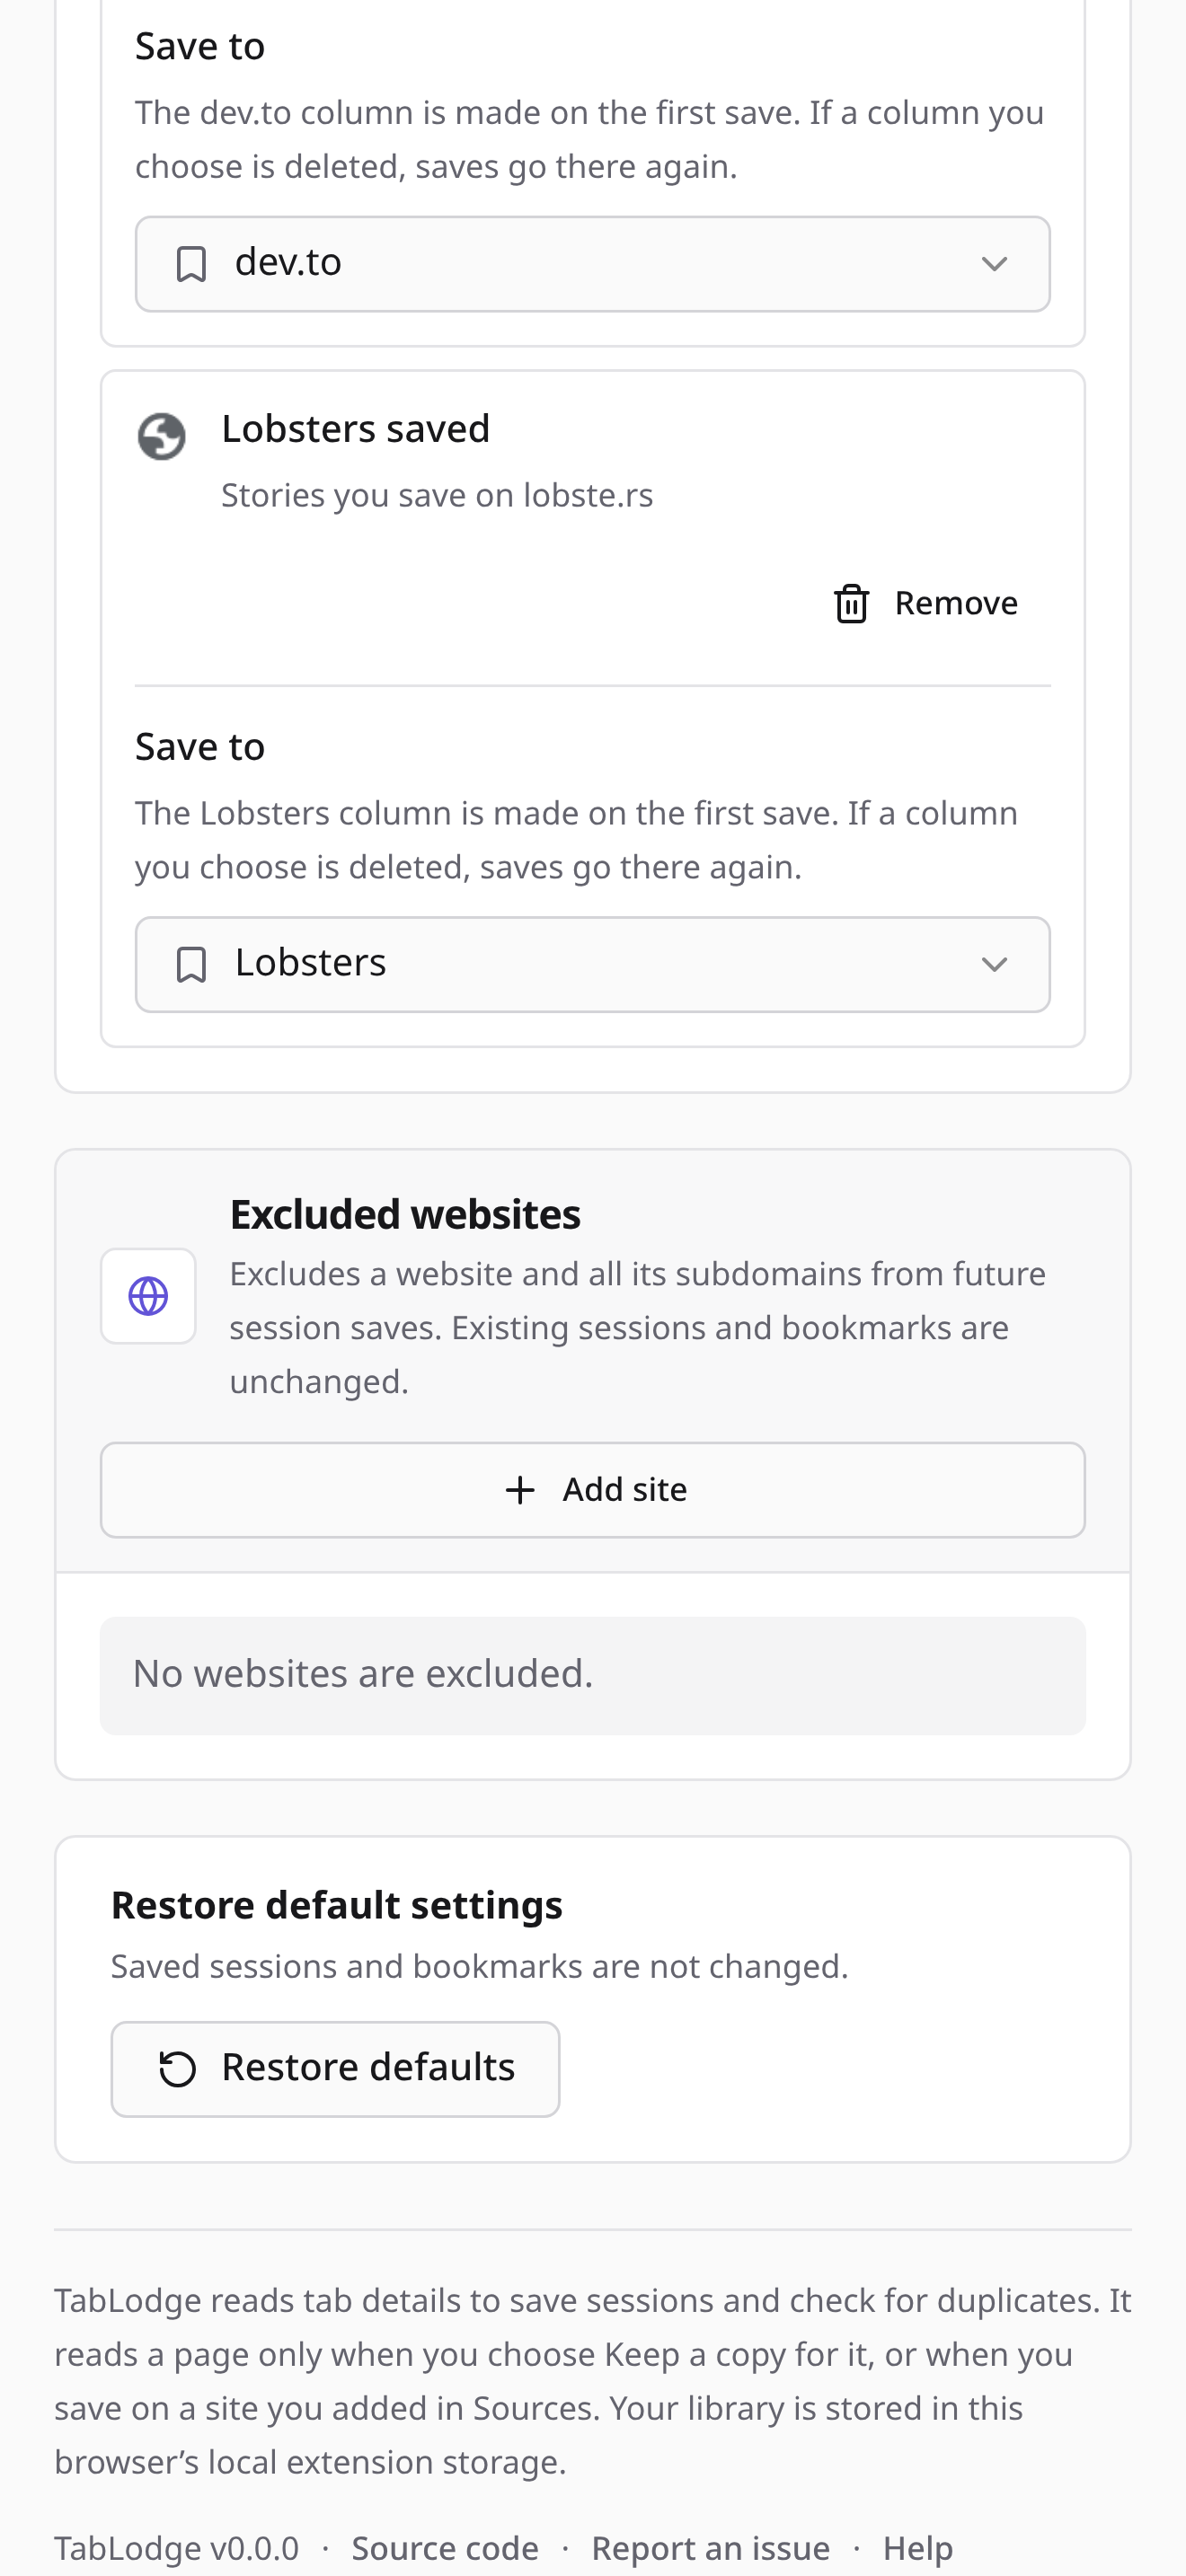 Save to
The dev.to column is made on the first save. If a column you
choose is deleted, saves go there again.
dev.to
Lobsters saved
Stories you save on lobste.rs
Remove
Save to
The Lobsters column is made on the first save. If a column
you choose is deleted, saves go there again.
Lobsters
Excluded websites
Excludes a website and all its subdomains from future
session saves. Existing sessions and bookmarks are
unchanged.
Add site
No websites are excluded.
Restore default settings
Saved sessions and bookmarks are not changed.
Restore defaults
TabLodge reads tab details to save sessions and check for duplicates. It
reads a page only when you choose Keep a copy for it, or when you
save on a site you added in Sources. Your library is stored in this
browser’s local extension storage.
TabLodge v0.0.0 · Source code · Report an issue · Help